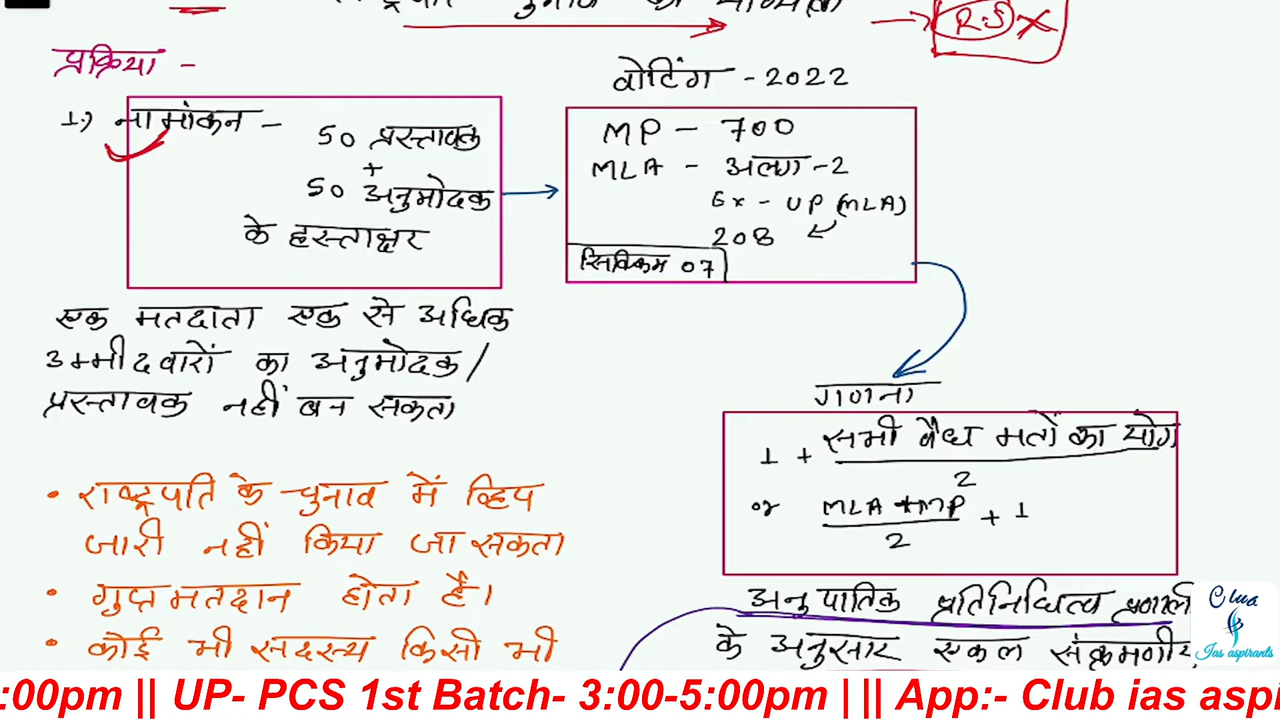 राष्ट्रपति चुनाव की योग्यता → R.S ×
प्रक्रिया -
1.) नामांकन -
50 प्रस्तावक
+
50 अनुमोदक
के हस्ताक्षर
वोटिंग - 2022
MP - 700
MLA - अलग-2
Ex - UP (MLA)
208
सिक्किम 07
एक मतदाता एक से अधिक
उम्मीदवारों का अनुमोदक/
प्रस्तावक नहीं बन सकता
गणना
1 + सभी वैध मतों का योग
2
or MLA + MP + 1
2
• राष्ट्रपति के चुनाव में व्हिप
जारी नहीं किया जा सकता
• गुप्त मतदान होता है।
• कोई भी सदस्य किसी भी
अनुपातिक प्रतिनिधित्व प्रणाली
के अनुसार एकल संक्रमणीय
Club
Ias aspirants
:00pm || UP- PCS 1st Batch- 3:00-5:00pm | || App:- Club ias aspi